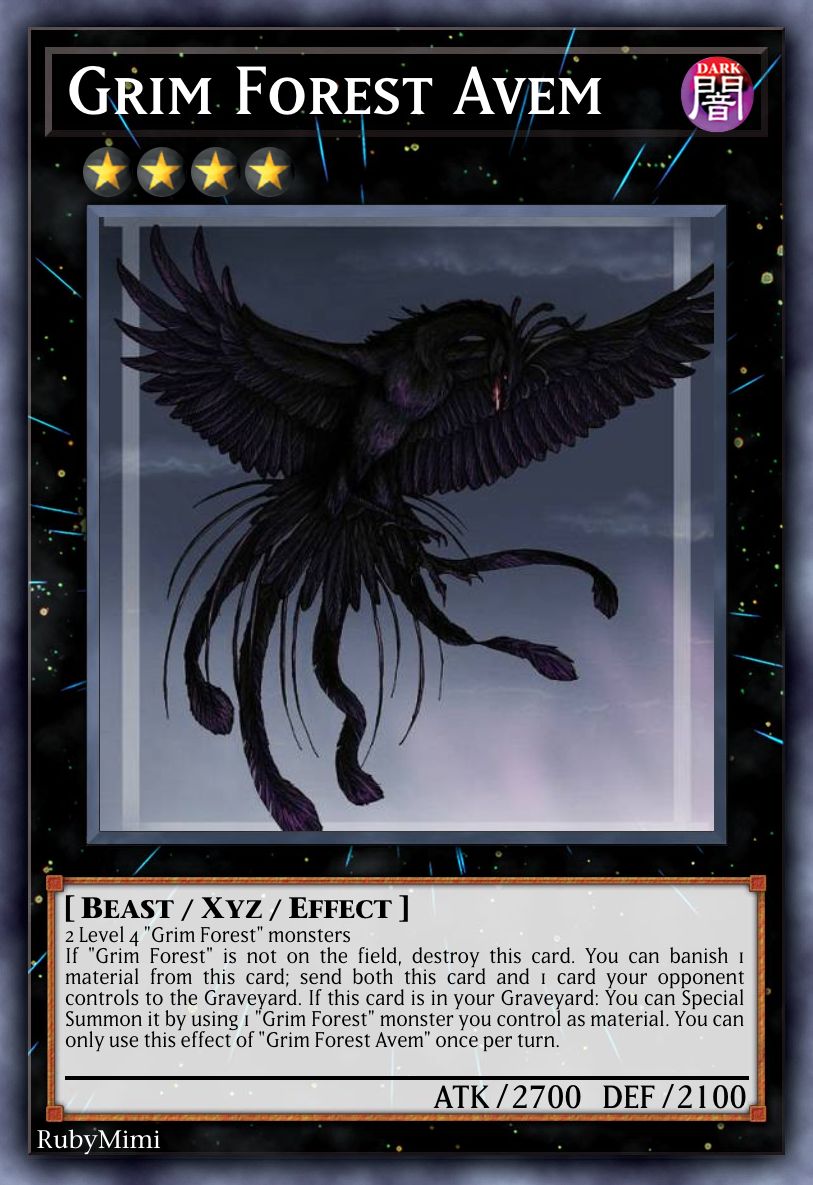 Grim Forest Avem
DARK
闇
[ Beast / Xyz / Effect ]
2 Level 4 "Grim Forest" monsters
If "Grim Forest" is not on the field, destroy this card. You can banish 1
material from this card; send both this card and 1 card your opponent
controls to the Graveyard. If this card is in your Graveyard: You can Special
Summon it by using 1 "Grim Forest" monster you control as material. You can
only use this effect of "Grim Forest Avem" once per turn.
ATK/2700 DEF/2100
RubyMimi